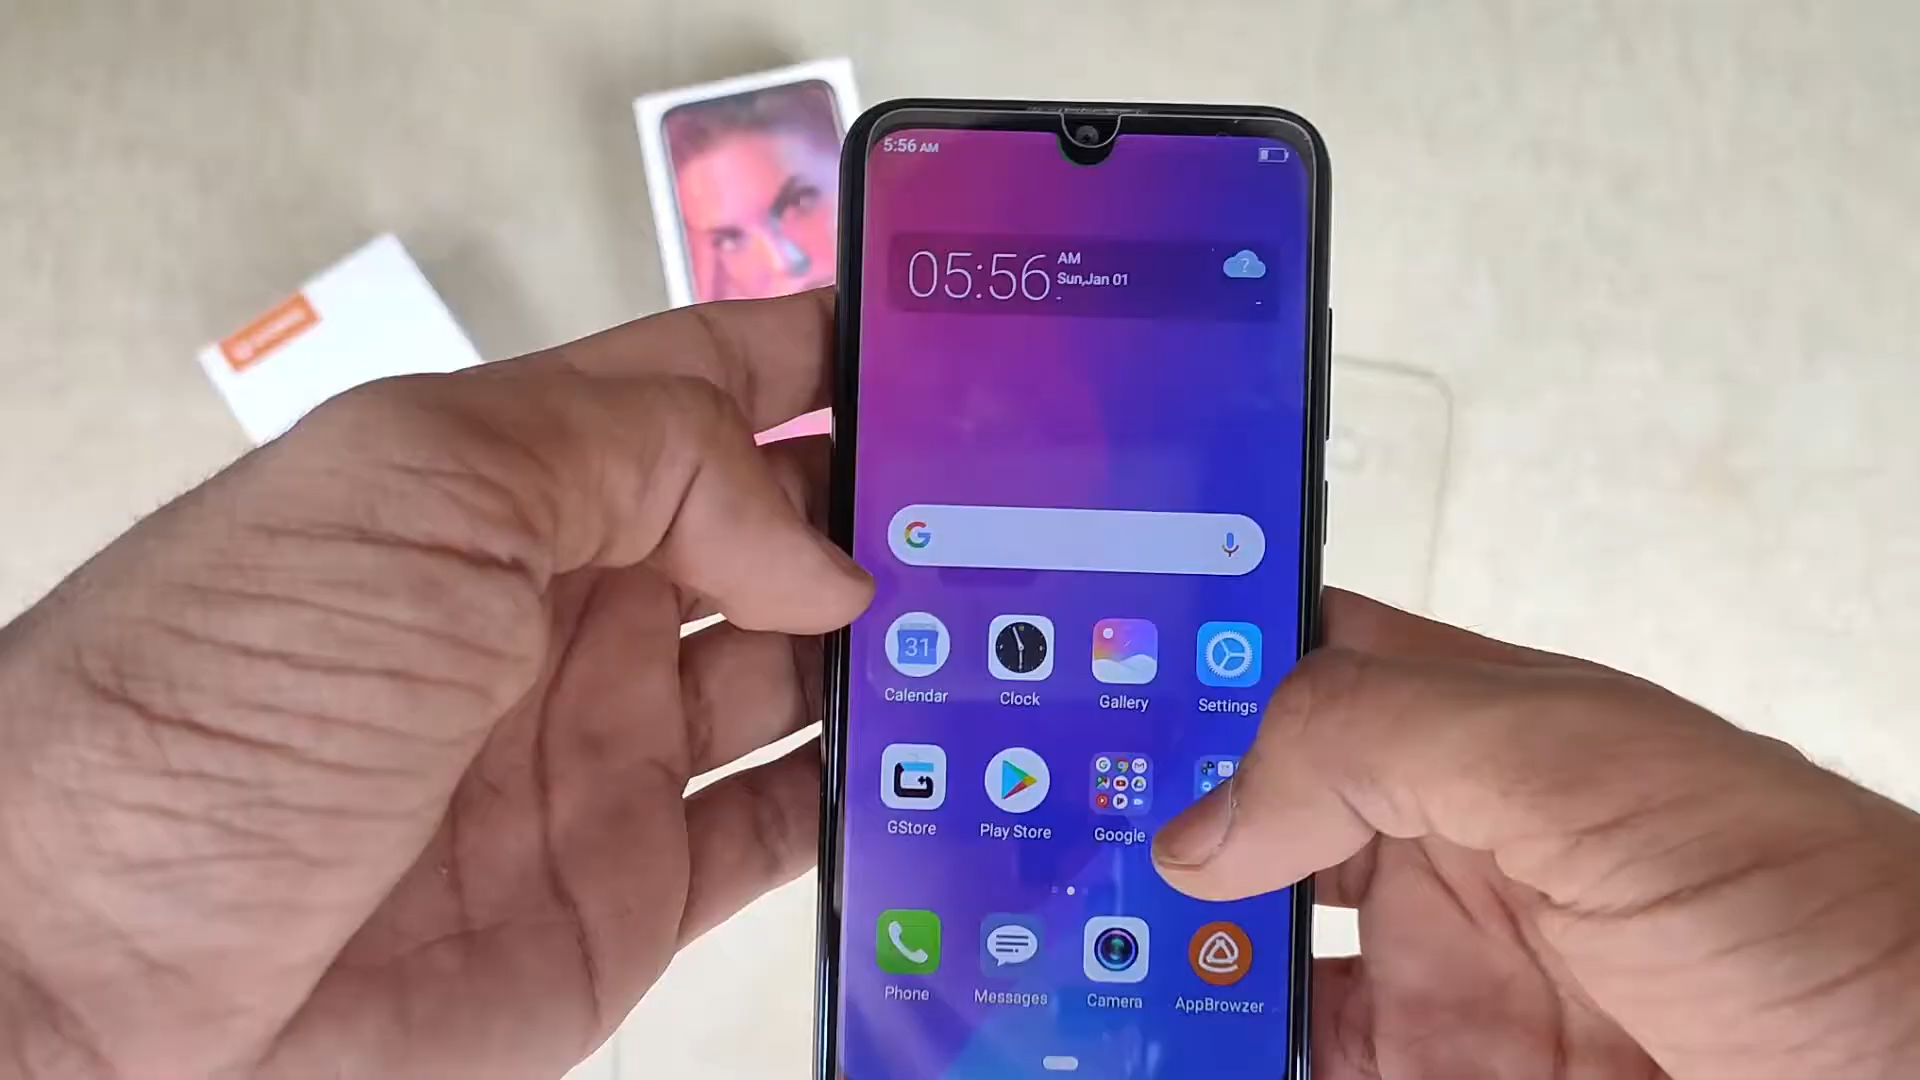 5:56 AM
05:56 AM
Sun,Jan 01
?
31
Calendar
Clock
Gallery
Settings
GStore
Play Store
Google
Phone
Messages
Camera
AppBrowzer